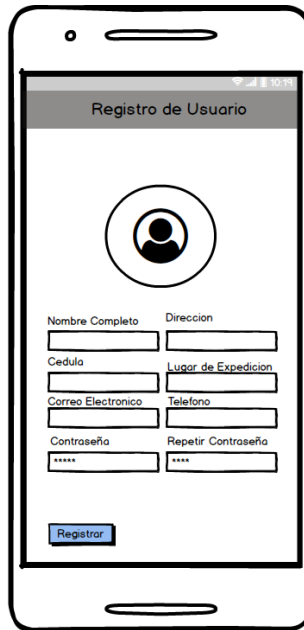 10:19
Registro de Usuario
Nombre Completo
Direccion
Cedula
Lugar de Expedicion
Correo Electronico
Telefono
Contraseña
Repetir Contraseña
*****
****
Registrar